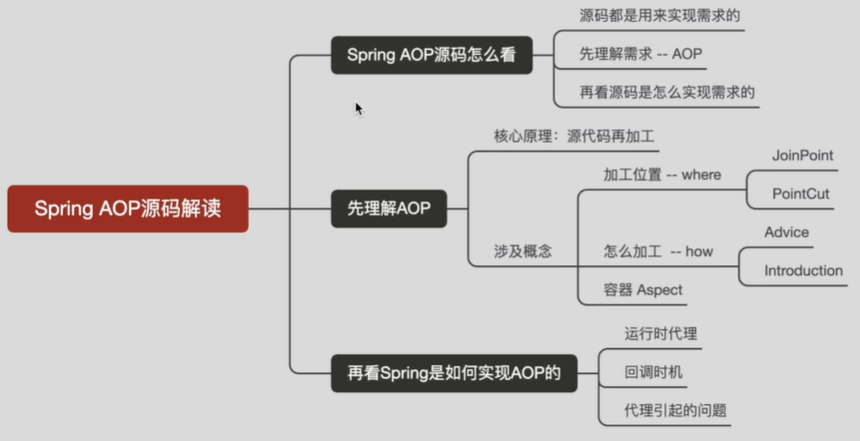 Spring AOP源码解读
Spring AOP源码怎么看
源码都是用来实现需求的
先理解需求 -- AOP
再看源码是怎么实现需求的
先理解AOP
核心原理：源代码再加工
涉及概念
加工位置 -- where
JoinPoint
PointCut
怎么加工 -- how
Advice
Introduction
容器 Aspect
再看Spring是如何实现AOP的
运行时代理
回调时机
代理引起的问题